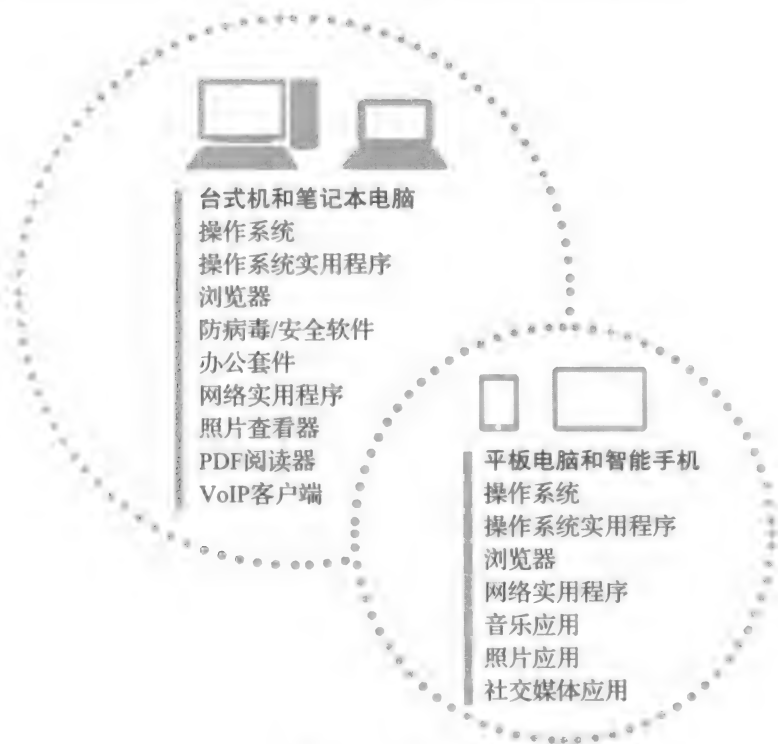 台式机和笔记本电脑
操作系统
操作系统实用程序
浏览器
防病毒/安全软件
办公套件
网络实用程序
照片查看器
PDF阅读器
VoIP客户端
平板电脑和智能手机
操作系统
操作系统实用程序
浏览器
网络实用程序
音乐应用
照片应用
社交媒体应用